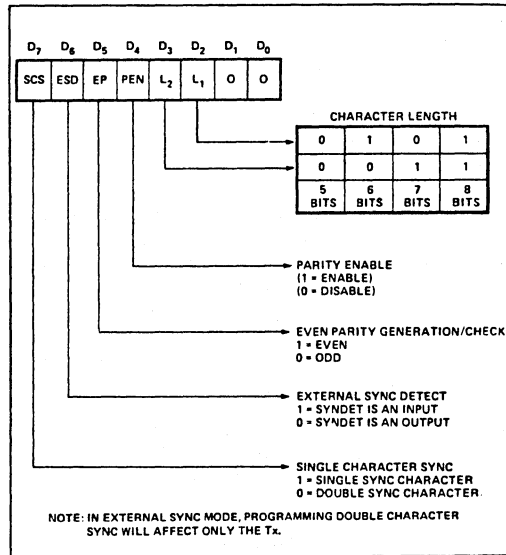 D7 D6 D5 D4 D3 D2 D1 D0
SCS ESD EP PEN L2 L1 0 0
CHARACTER LENGTH
0 1 0 1
0 0 1 1
5 6 7 8
BITS BITS BITS BITS
PARITY ENABLE
(1 = ENABLE)
(0 = DISABLE)
EVEN PARITY GENERATION/CHECK
1 = EVEN
0 = ODD
EXTERNAL SYNC DETECT
1 = SYNDET IS AN INPUT
0 = SYNDET IS AN OUTPUT
SINGLE CHARACTER SYNC
1 = SINGLE SYNC CHARACTER
0 = DOUBLE SYNC CHARACTER
NOTE: IN EXTERNAL SYNC MODE, PROGRAMMING DOUBLE CHARACTER
SYNC WILL AFFECT ONLY THE Tx.